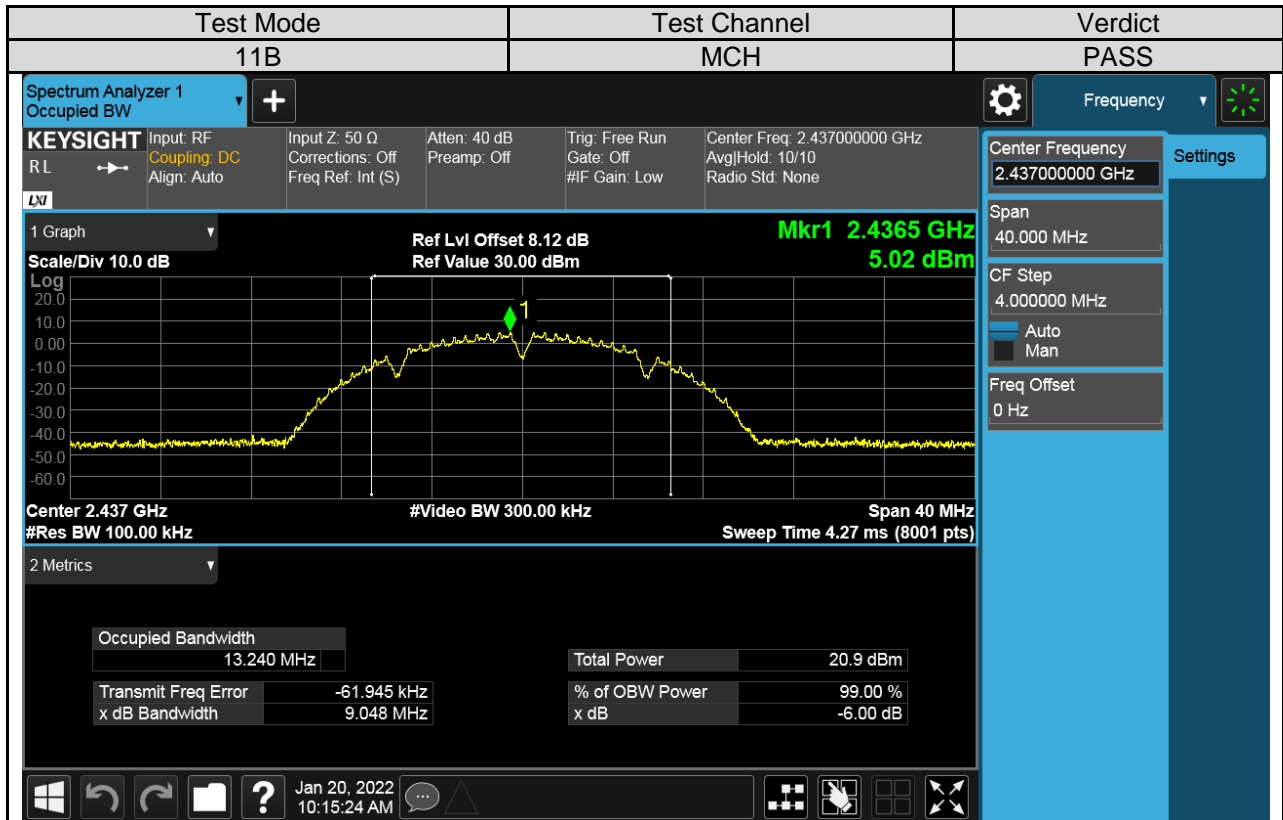 Test Mode Test Channel Verdict
11B MCH PASS
Spectrum Analyzer 1
Occupied BW
+
Frequency
KEYSIGHT Input: RF Input Z: 50 Ω Atten: 40 dB Trig: Free Run Center Freq: 2.437000000 GHz
RL Coupling: DC Corrections: Off Preamp: Off Gate: Off Avg|Hold: 10/10
Align: Auto Freq Ref: Int (S) #IF Gain: Low Radio Std: None
LXI
Center Frequency
2.437000000 GHz
Settings
Span
40.000 MHz
CF Step
4.000000 MHz
Auto
Man
Freq Offset
0 Hz
1 Graph
Ref Lvl Offset 8.12 dB Mkr1 2.4365 GHz
Scale/Div 10.0 dB Ref Value 30.00 dBm 5.02 dBm
Log
20.0
10.0
0.00
-10.0
-20.0
-30.0
-40.0
-50.0
-60.0
1
Center 2.437 GHz #Video BW 300.00 kHz Span 40 MHz
#Res BW 100.00 kHz Sweep Time 4.27 ms (8001 pts)
2 Metrics
Occupied Bandwidth
13.240 MHz Total Power 20.9 dBm
Transmit Freq Error -61.945 kHz % of OBW Power 99.00 %
x dB Bandwidth 9.048 MHz x dB -6.00 dB
?
Jan 20, 2022
10:15:24 AM